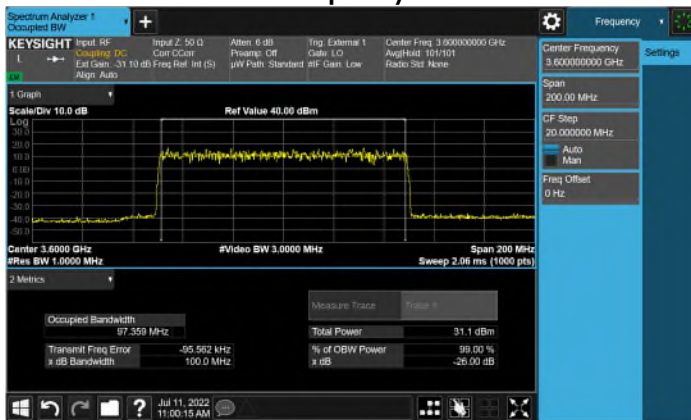 Spectrum Analyzer 1
Occupied BW
Frequency
KEYSIGHT Input: RF Input Z: 50 Ω Atten: 6 dB Trig: External 1 Center Freq: 3.600000000 GHz
L Coupling: DC Corr CCorr Preamp: Off Gate: LO Avg|Hold: 101/101
Ext Gain: -31.10 dB Freq Ref: Int (S) µW Path: Standard #IF Gain: Low Radio Std: None
Align: Auto
1 Graph
Scale/Div 10.0 dB Ref Value 40.00 dBm
Log
30.0
20.0
10.0
0.00
-10.0
-20.0
-30.0
-40.0
-50.0
Center 3.6000 GHz #Video BW 3.0000 MHz Span 200 MHz
#Res BW 1.0000 MHz Sweep 2.06 ms (1000 pts)
2 Metrics
Measure Trace Trace 1
Occupied Bandwidth
97.359 MHz Total Power 31.1 dBm
Transmit Freq Error -95.562 kHz % of OBW Power 99.00 %
x dB Bandwidth 100.0 MHz x dB -26.00 dB
Jul 11, 2022
11:00:15 AM
Center Frequency
3.600000000 GHz
Settings
Span
200.00 MHz
CF Step
20.000000 MHz
Auto
Man
Freq Offset
0 Hz